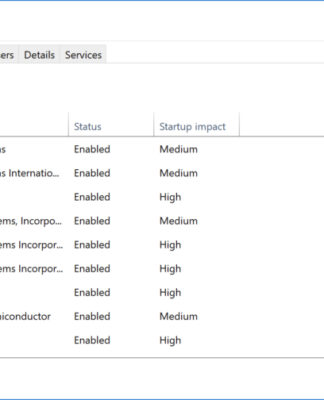 ers Details Services
Status Startup impact
ns Enabled Medium
ns Internatio... Enabled Medium
Enabled High
ems, Incorpo... Enabled Medium
ems Incorpor... Enabled High
ems Incorpor... Enabled High
Enabled High
niconductor Enabled Medium
Enabled High